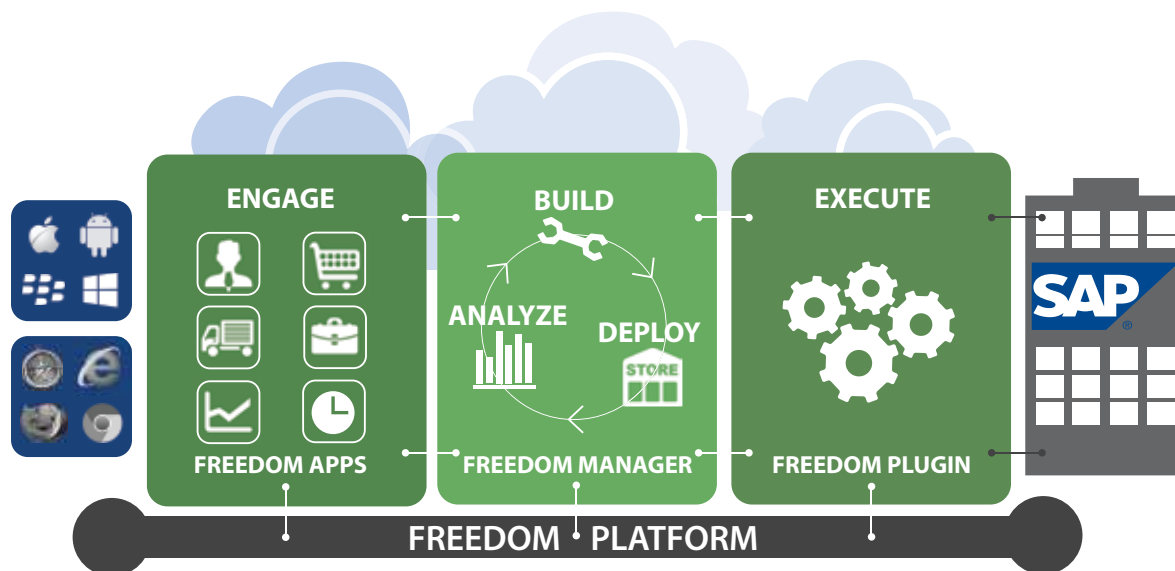 ENGAGE
FREEDOM APPS
BUILD
ANALYZE
DEPLOY
STORE
FREEDOM MANAGER
EXECUTE
FREEDOM PLUGIN
SAP
®
FREEDOM PLATFORM